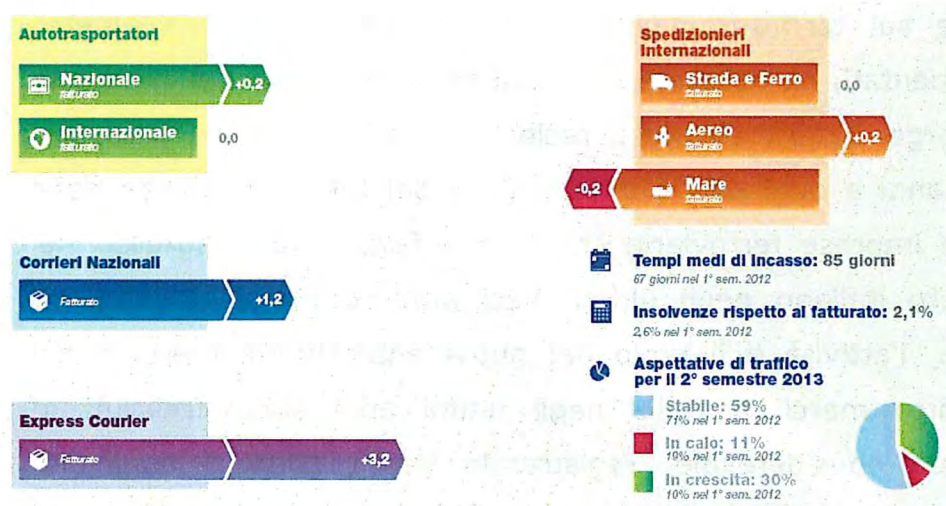 Autotrasportatori
Nazionale
fatturato
+0,2
Internazionale
fatturato
0,0
Corrieri Nazionali
Fatturato
+1,2
Express Courier
Fatturato
+3,2
Spedizionieri
Internazionali
Strada e Ferro
fatturato
0,0
Aereo
fatturato
+0,2
-0,2
Mare
fatturato
Tempi medi di incasso: 85 giorni
67 giorni nel 1° sem. 2012
Insolvenze rispetto al fatturato: 2,1%
2,6% nel 1° sem. 2012
Aspettative di traffico
per il 2° semestre 2013
Stabile: 59%
71% nel 1° sem. 2012
In calo: 11%
19% nel 1° sem. 2012
In crescita: 30%
10% nel 1° sem. 2012